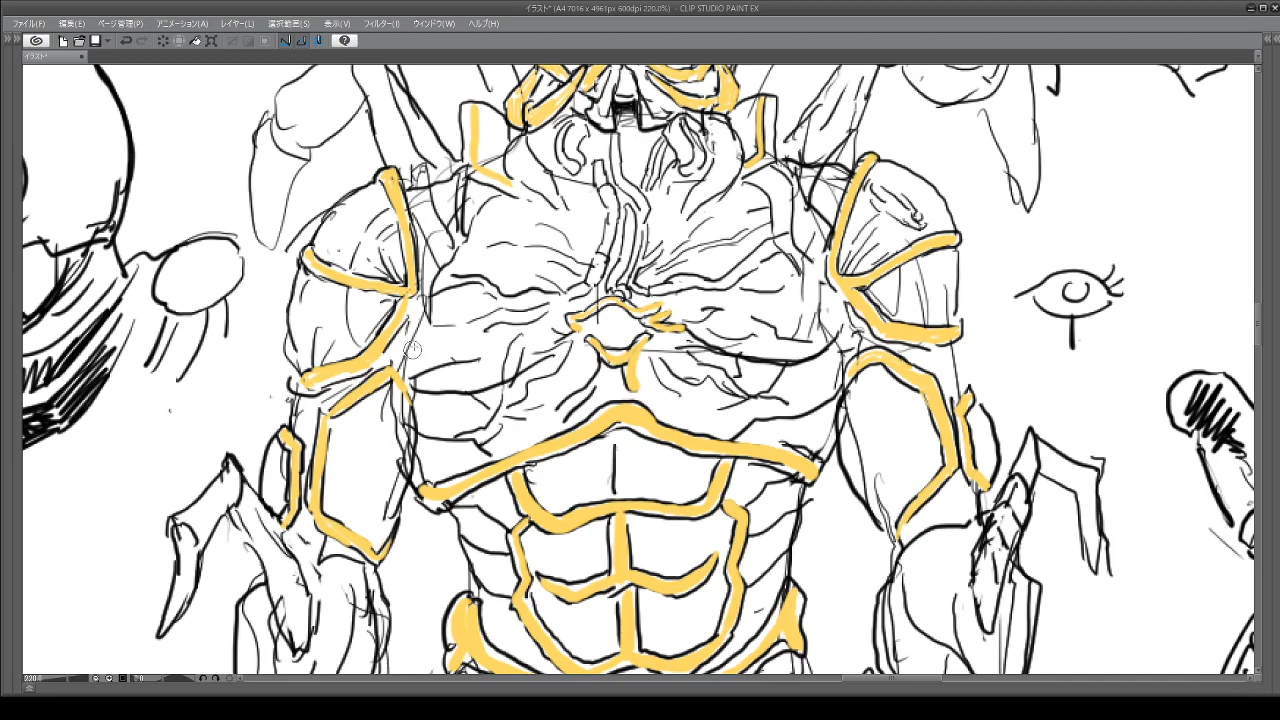 イラスト* (A4 7016 x 4961px 600dpi 220.0%) - CLIP STUDIO PAINT EX
ファイル(F) 編集(E) ページ管理(P) アニメーション(A) レイヤー(L) 選択範囲(S) 表示(V) フィルター(I) ウィンドウ(W) ヘルプ(H)
イラスト*
220